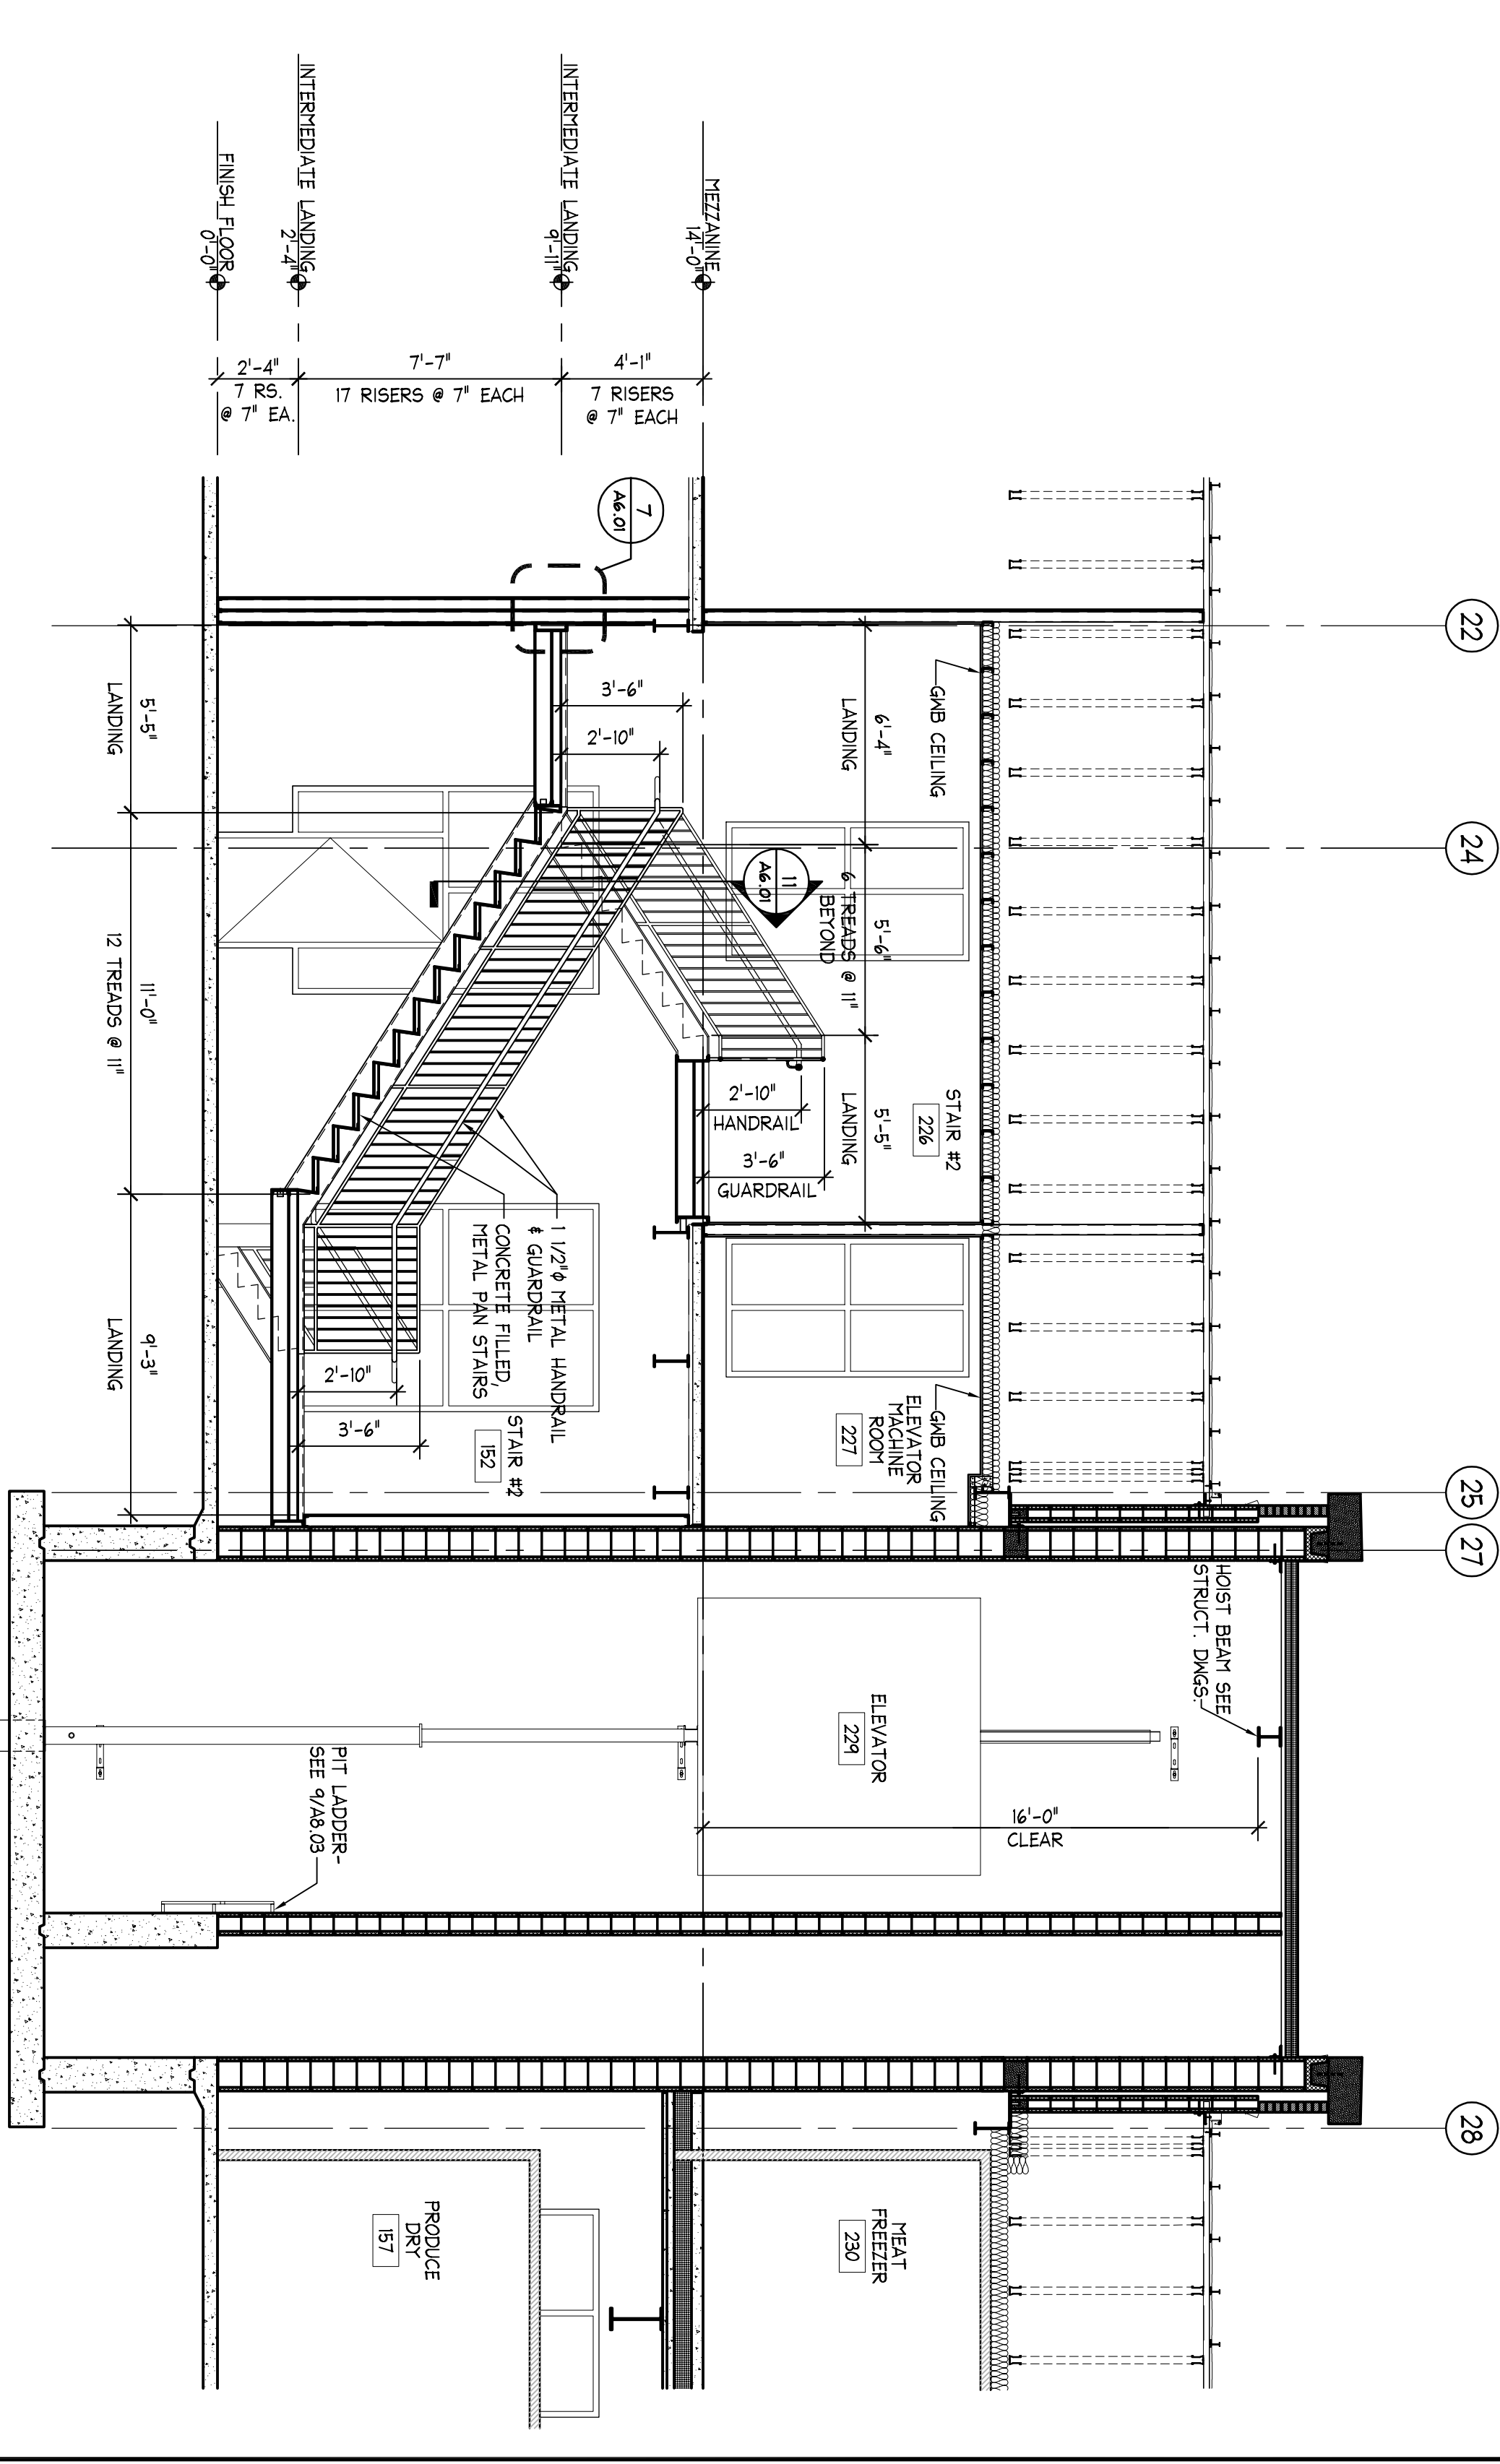 22
24
25
27
28
MEZZANINE
14'-0"
INTERMEDIATE LANDING
9'-11"
INTERMEDIATE LANDING
2'-4"
FINISH FLOOR
0'-0"
4'-1"
7 RISERS
@ 7" EACH
7'-7"
17 RISERS @ 7" EACH
2'-4"
7 RS.
@ 7" EA.
7
A6.01
GWB CEILING
6'-4"
LANDING
5'-6"
6 TREADS @ 11"
BEYOND
5'-5"
LANDING
11
A6.01
3'-6"
2'-10"
STAIR #2
226
2'-10"
HANDRAIL
3'-6"
GUARDRAIL
GWB CEILING
ELEVATOR
MACHINE
ROOM
227
1 1/2"ϕ METAL HANDRAIL
& GUARDRAIL
CONCRETE FILLED,
METAL PAN STAIRS
STAIR #2
152
2'-10"
3'-6"
5'-5"
LANDING
11'-0"
12 TREADS @ 11"
9'-3"
LANDING
HOIST BEAM SEE
STRUCT. DWGS.
ELEVATOR
229
16'-0"
CLEAR
PIT LADDER-
SEE 9/A8.03
MEAT
FREEZER
230
PRODUCE
DRY
157